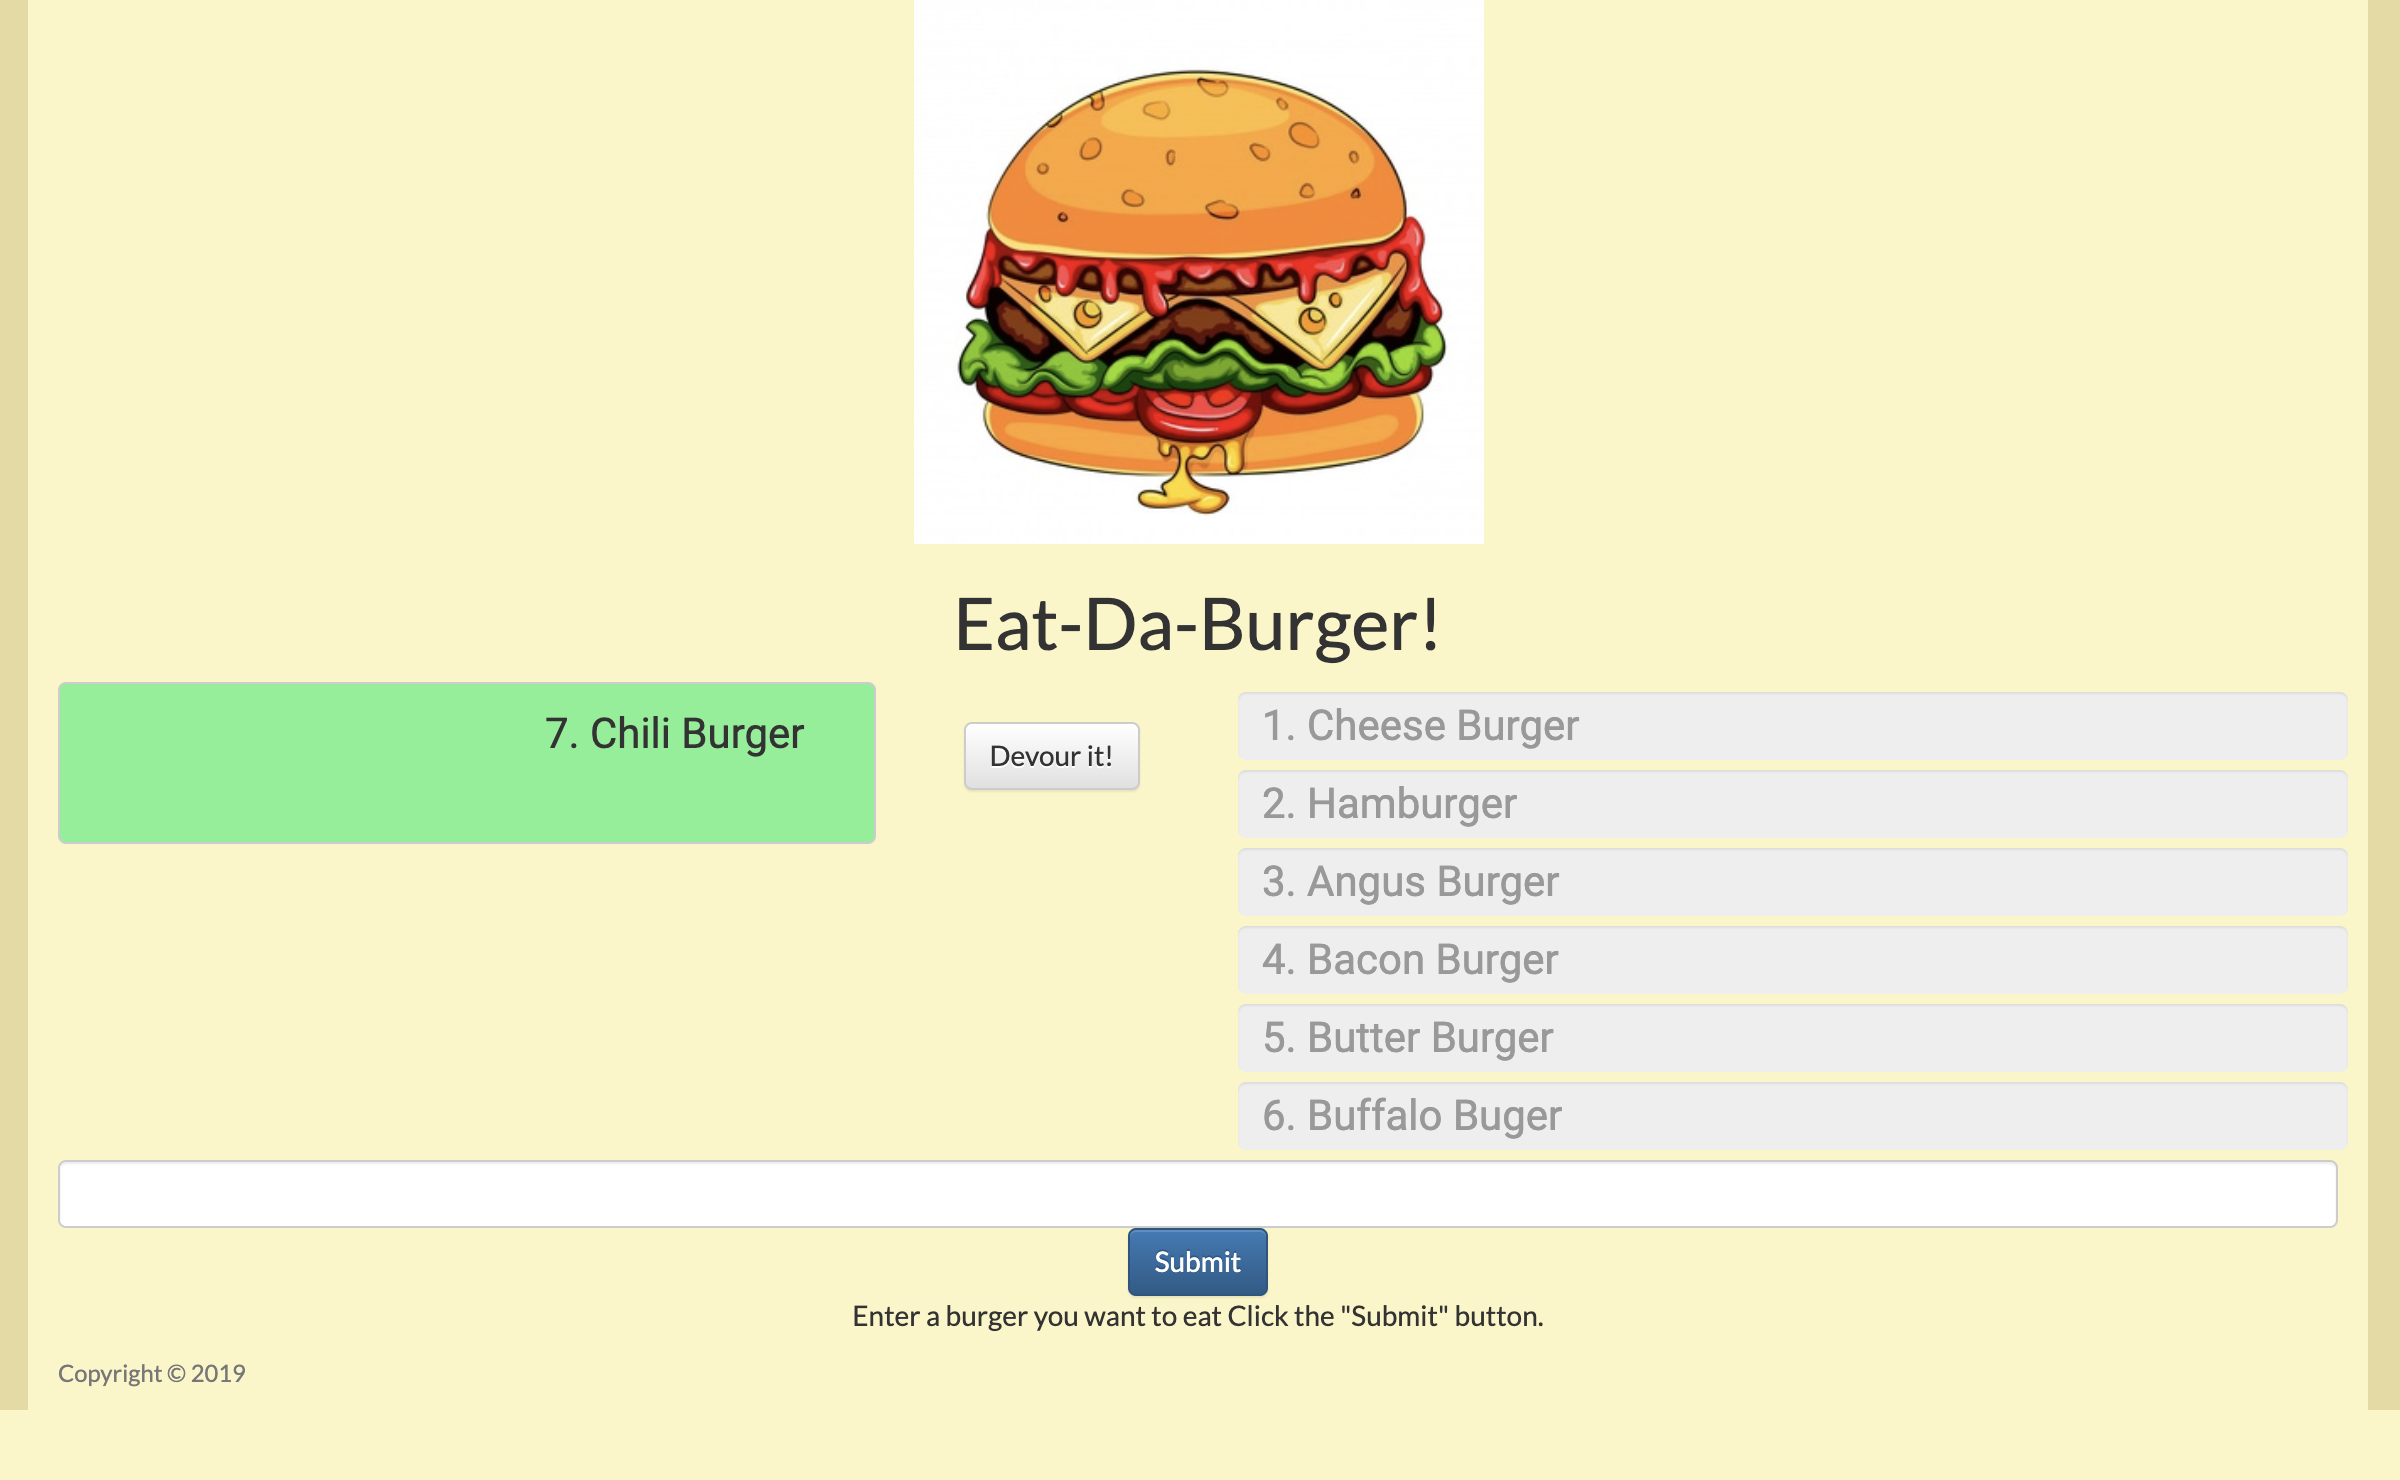 Eat-Da-Burger!
7. Chili Burger
Devour it!
1. Cheese Burger
2. Hamburger
3. Angus Burger
4. Bacon Burger
5. Butter Burger
6. Buffalo Buger
Submit
Enter a burger you want to eat Click the "Submit" button.
Copyright © 2019